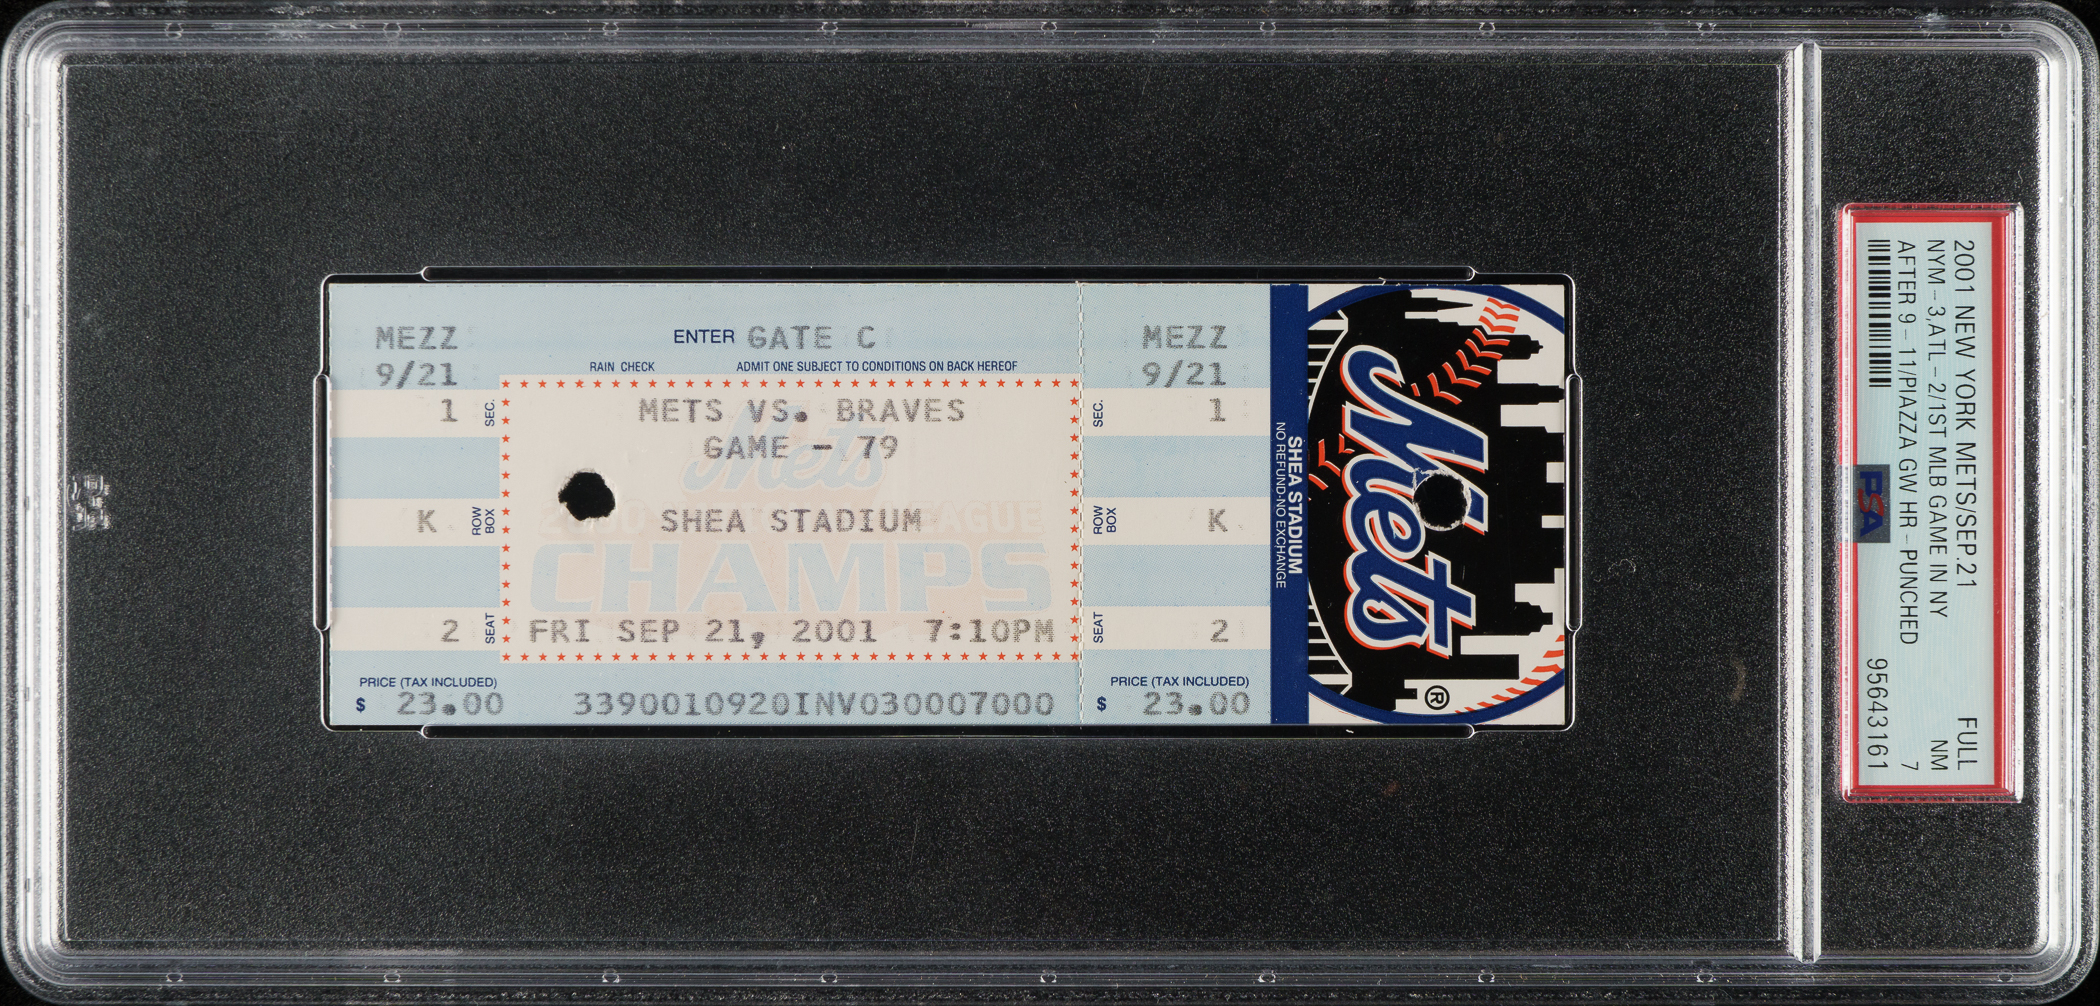 MEZZ
9/21
1 SEC.
K ROW BOX
2 SEAT
PRICE (TAX INCLUDED)
$ 23.00
ENTER GATE C
RAIN CHECK ADMIT ONE SUBJECT TO CONDITIONS ON BACK HEREOF
METS VS. BRAVES
GAME - 79
Mets
SHEA STADIUM
LEAGUE
CHAMPS
FRI SEP 21, 2001 7:10PM
3390010920INV030007000
MEZZ
9/21
SEC. 1
ROW BOX K
SEAT 2
PRICE (TAX INCLUDED)
$ 23.00
SHEA STADIUM
NO REFUND-NO EXCHANGE
Mets
®
2001 NEW YORK METS/SEP.21 FULL
NYM-3,ATL-2/1ST MLB GAME IN NY NM
AFTER 9-11/PIAZZA GW HR-PUNCHED 7
PSA
95643161